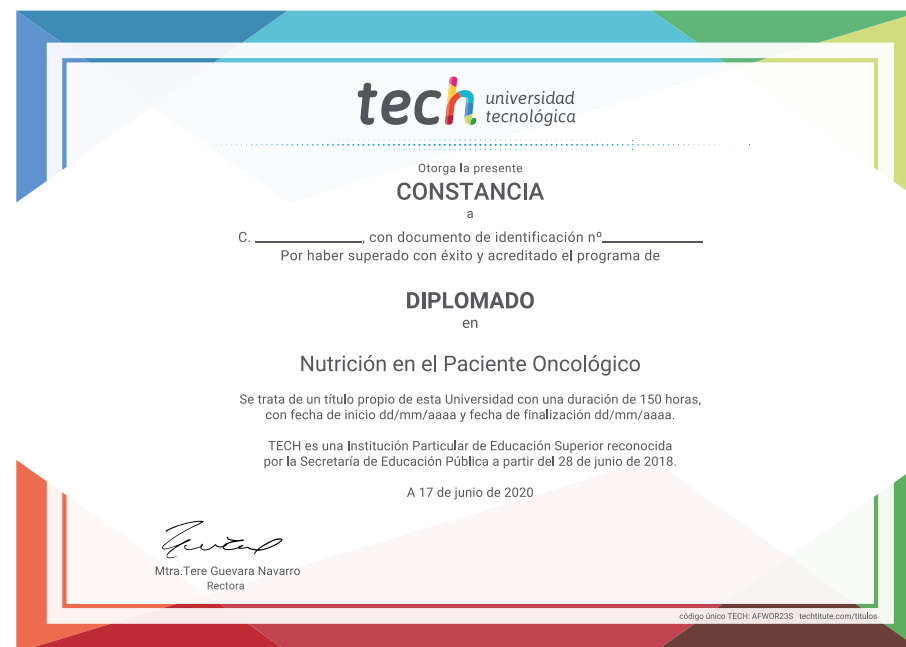 tech universidad
tecnológica
Otorga la presente
CONSTANCIA
a
C. ____________, con documento de identificación nº____________
Por haber superado con éxito y acreditado el programa de
DIPLOMADO
en
Nutrición en el Paciente Oncológico
Se trata de un título propio de esta Universidad con una duración de 150 horas,
con fecha de inicio dd/mm/aaaa y fecha de finalización dd/mm/aaaa.
TECH es una Institución Particular de Educación Superior reconocida
por la Secretaría de Educación Pública a partir del 28 de junio de 2018.
A 17 de junio de 2020
Mtra.Tere Guevara Navarro
Rectora
código único TECH: AFWOR23S techtitute.com/titulos